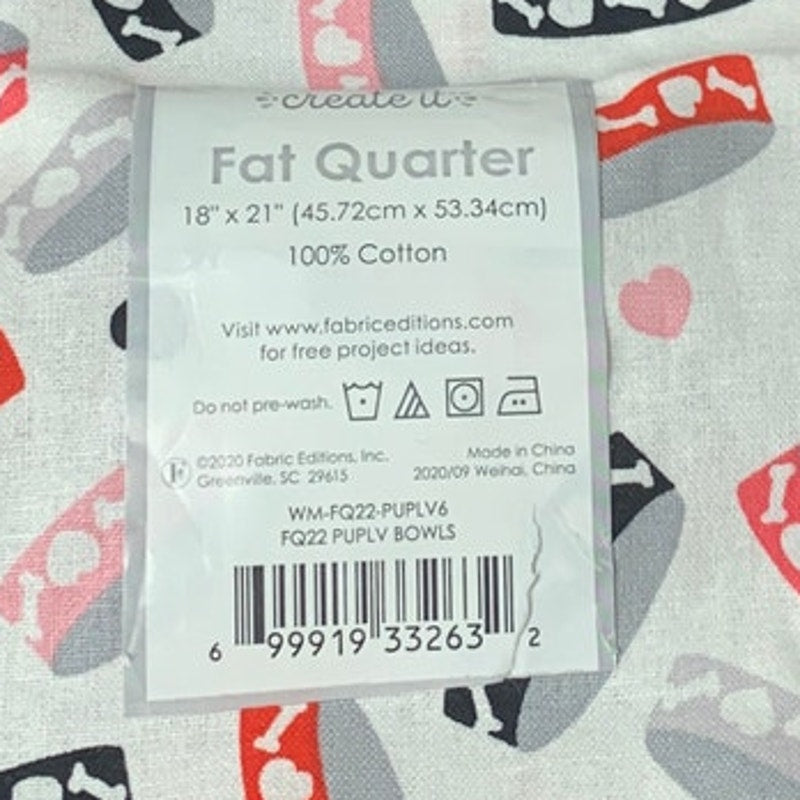 create it
Fat Quarter
18" x 21" (45.72cm x 53.34cm)
100% Cotton
Visit www.fabriceditions.com
for free project ideas.
Do not pre-wash.
©2020 Fabric Editions, Inc.
Greenville, SC 29615
Made in China
2020/09 Weihai, China
WM-FQ22-PUPLV6
FQ22 PUPLV BOWLS
6 99919 33263 2